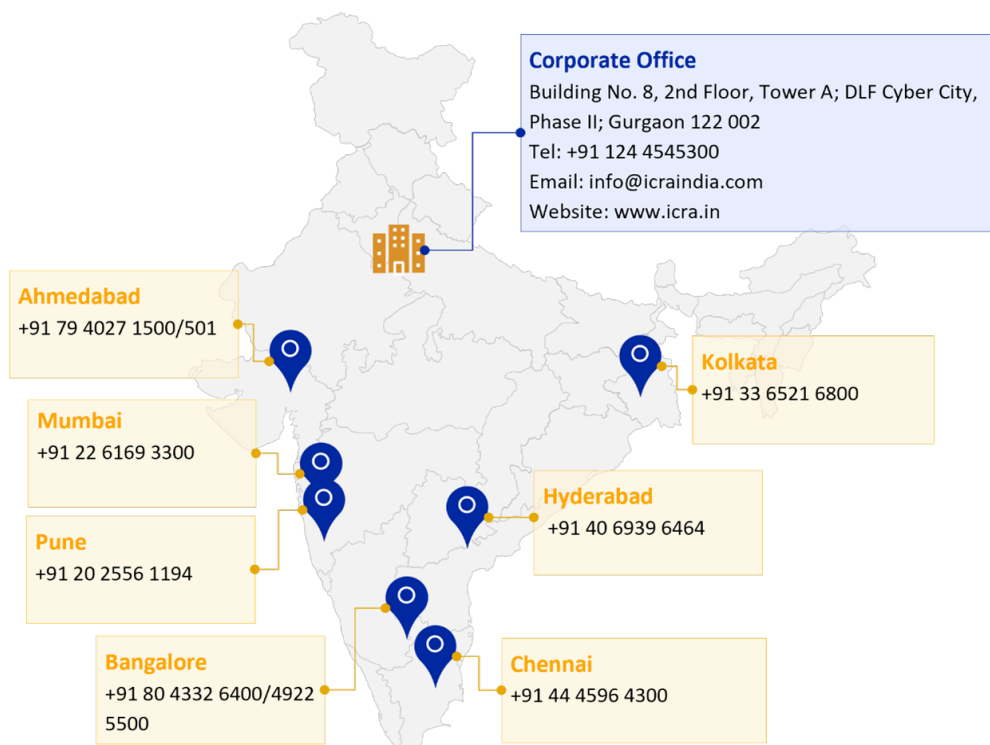 Corporate Office
Building No. 8, 2nd Floor, Tower A; DLF Cyber City,
Phase II; Gurgaon 122 002
Tel: +91 124 4545300
Email: info@icraindia.com
Website: www.icra.in
Ahmedabad
+91 79 4027 1500/501
Kolkata
+91 33 6521 6800
Mumbai
+91 22 6169 3300
Hyderabad
+91 40 6939 6464
Pune
+91 20 2556 1194
Bangalore
+91 80 4332 6400/4922
5500
Chennai
+91 44 4596 4300